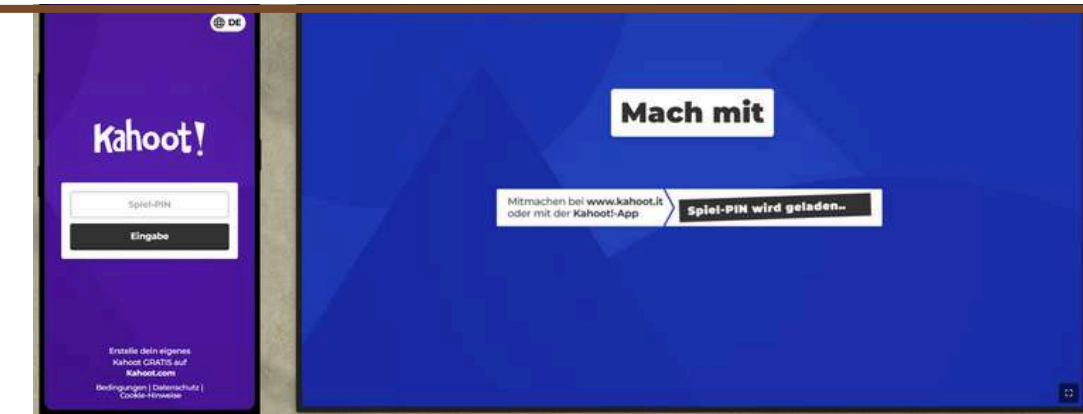 DE
Kahoot!
Spiel-PIN
Eingabe
Erstelle dein eigenes
Kahoot GRATIS auf
Kahoot.com
Bedingungen | Datenschutz |
Cookie-Hinweise
Mach mit
Mitmachen bei www.kahoot.it
oder mit der Kahoot!-App
Spiel-PIN wird geladen..